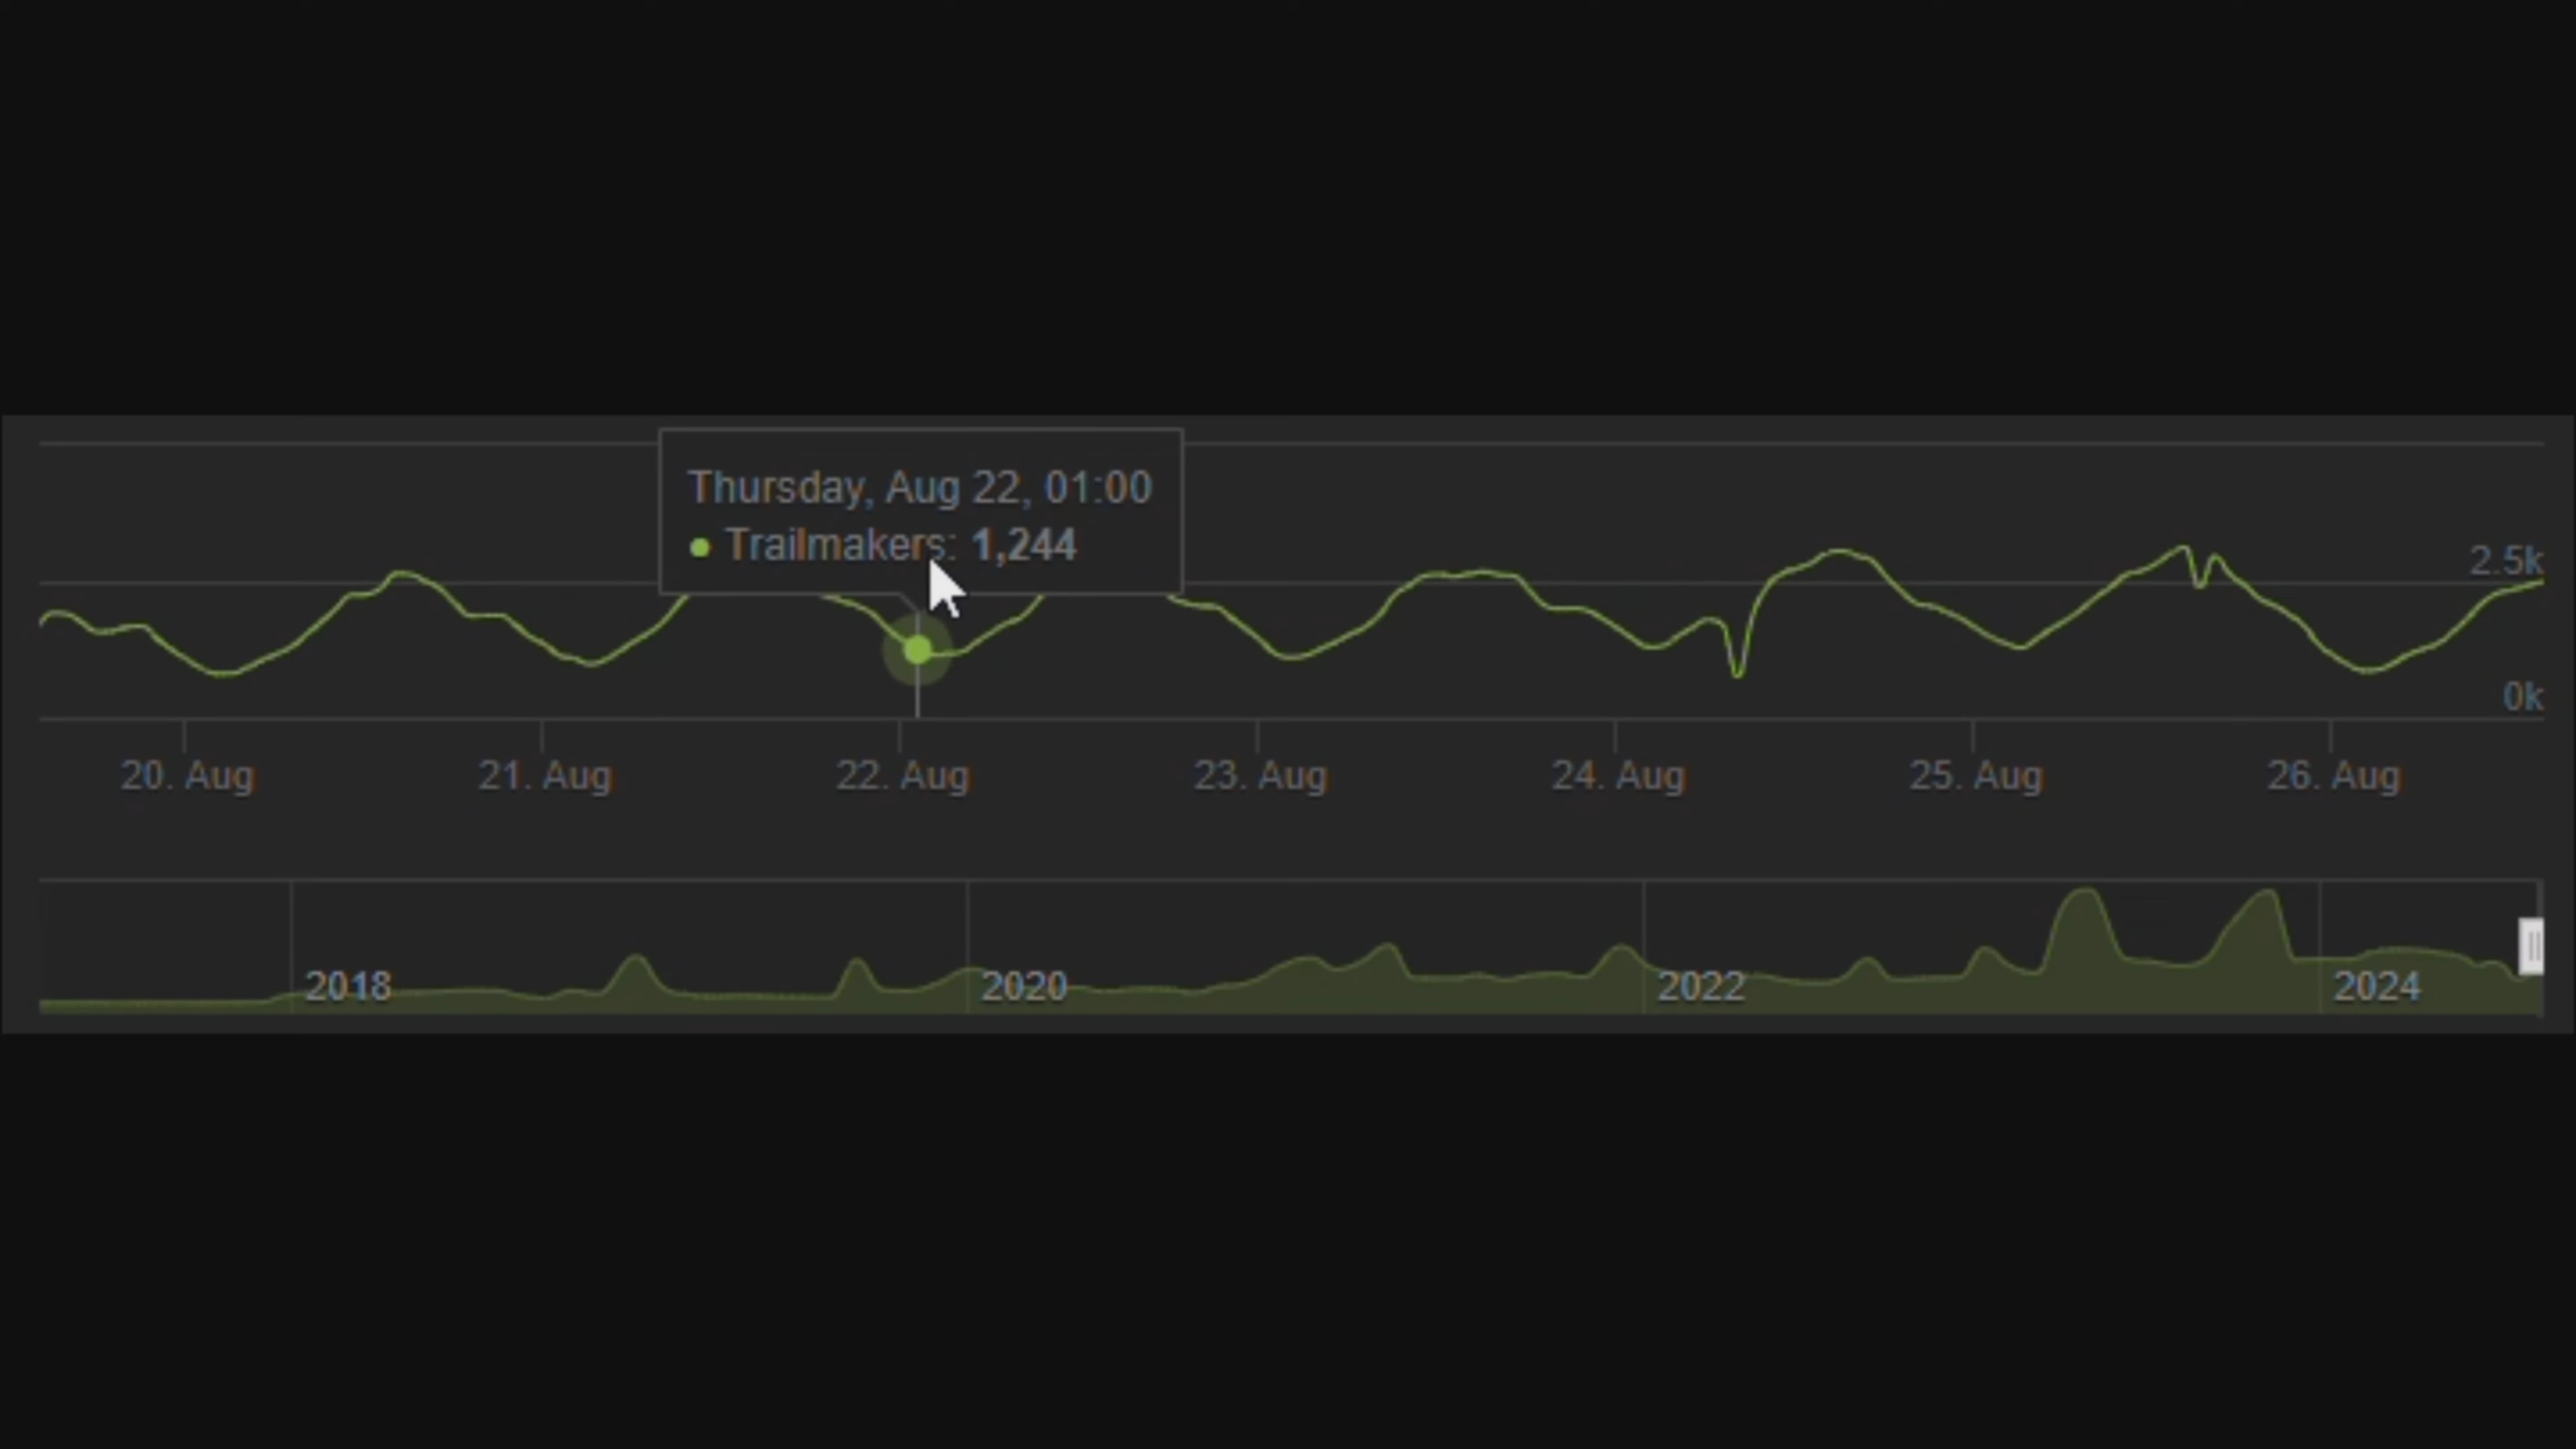 Thursday, Aug 22, 01:00
Trailmakers: 1,244
2.5k
0k
20. Aug 21. Aug 22. Aug 23. Aug 24. Aug 25. Aug 26. Aug
2018 2020 2022 2024